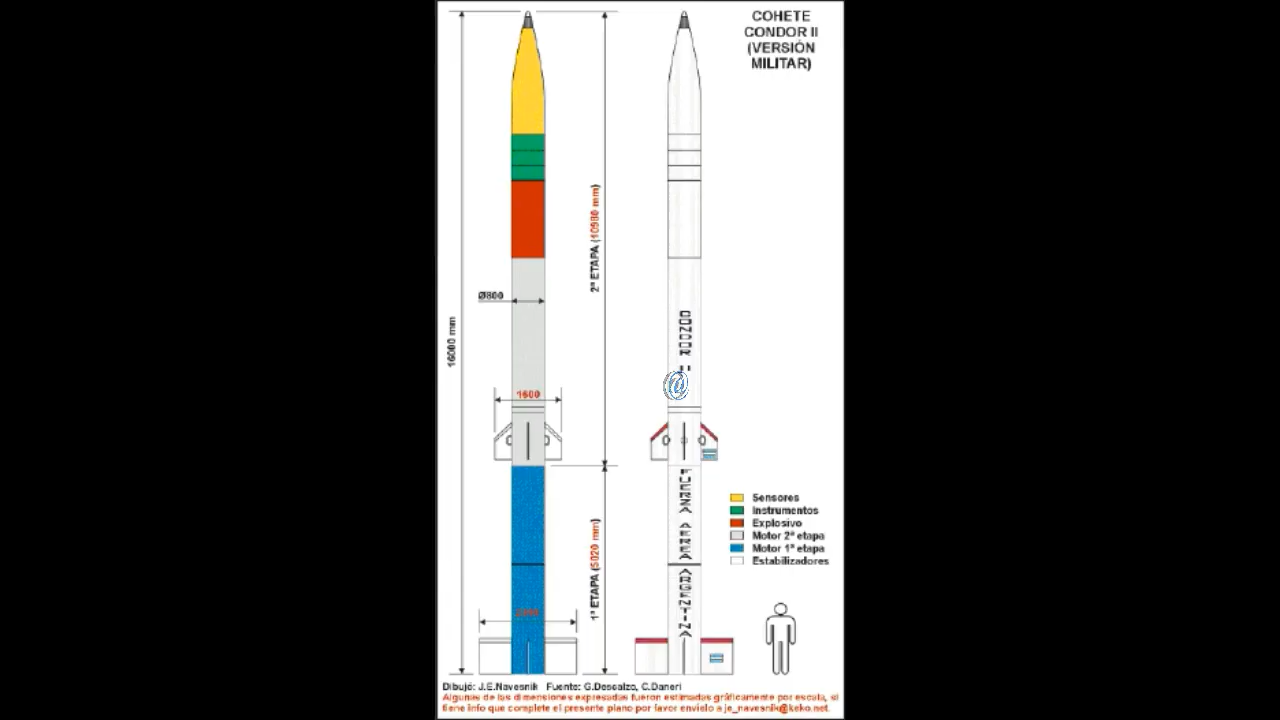 COHETE
CONDOR II
(VERSIÓN
MILITAR)
16000 mm
Ø800
1600
2ª ETAPA (10980 mm)
1ª ETAPA (5020 mm)
CONDOR II
@
FUERZA AEREA ARGENTINA
Sensores
Instrumentos
Explosivo
Motor 2ª etapa
Motor 1ª etapa
Estabilizadores
Dibujó: J.E.Navesnik Fuente: G.Descalzo, C.Daneri
Algunas de las dimensiones expresadas fueron estimadas gráficamente por escala, si
tiene info que complete el presente plano por favor envíelo a je_navesnik@keko.net.